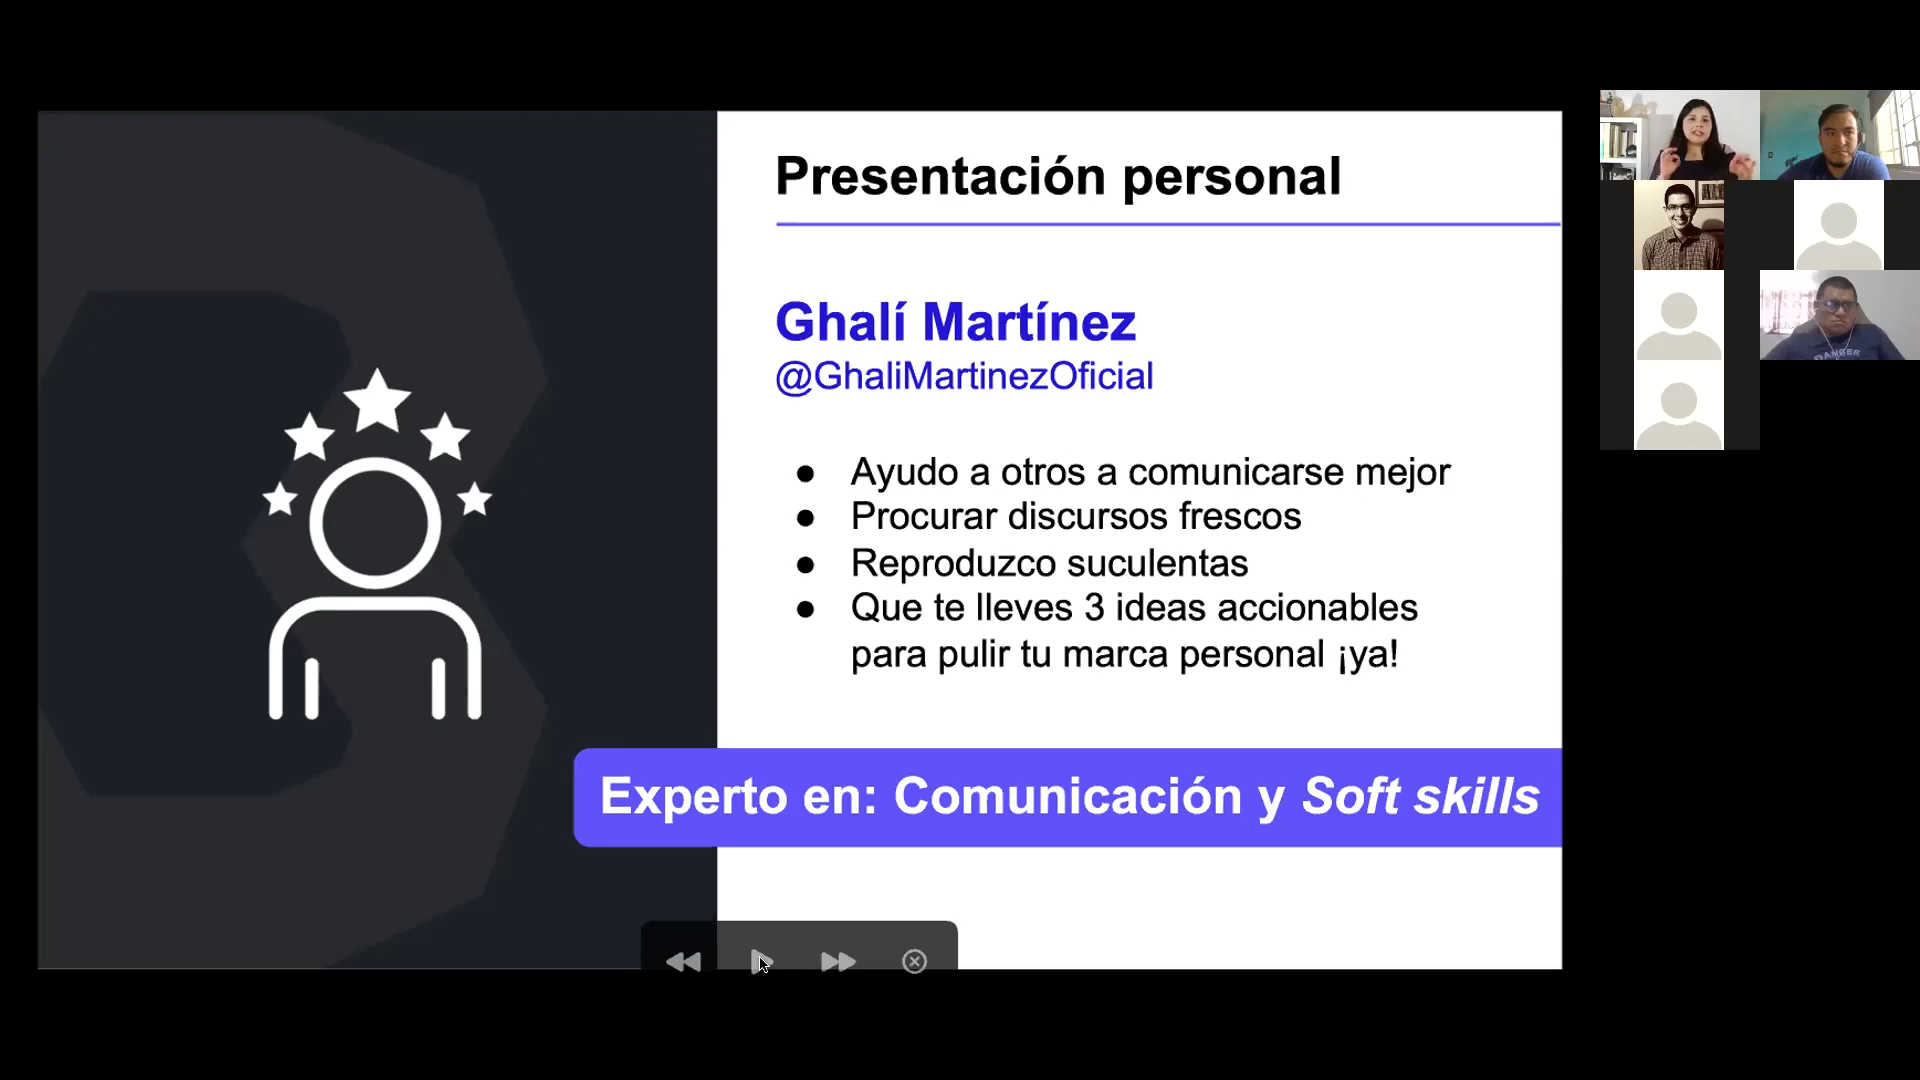 Presentación personal
Ghalí Martínez
@GhaliMartinezOficial
● Ayudo a otros a comunicarse mejor
● Procurar discursos frescos
● Reproduzco suculentas
● Que te lleves 3 ideas accionables
para pulir tu marca personal ¡ya!
Experto en: Comunicación y Soft skills
DANGER